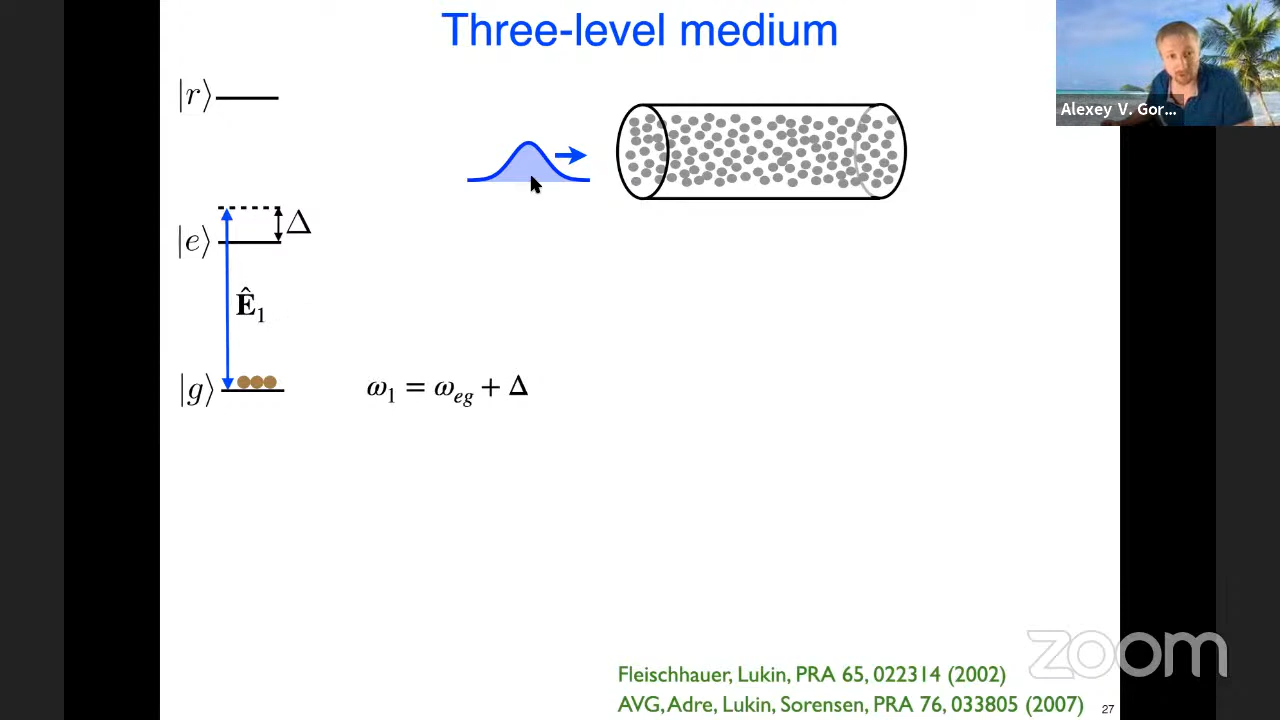 Three-level medium
|r⟩
Alexey V. Gor...
|e⟩
Δ
Ê₁
|g⟩
ω₁ = ωₑg + Δ
zoom
Fleischhauer, Lukin, PRA 65, 022314 (2002)
AVG, Adre, Lukin, Sorensen, PRA 76, 033805 (2007)
27